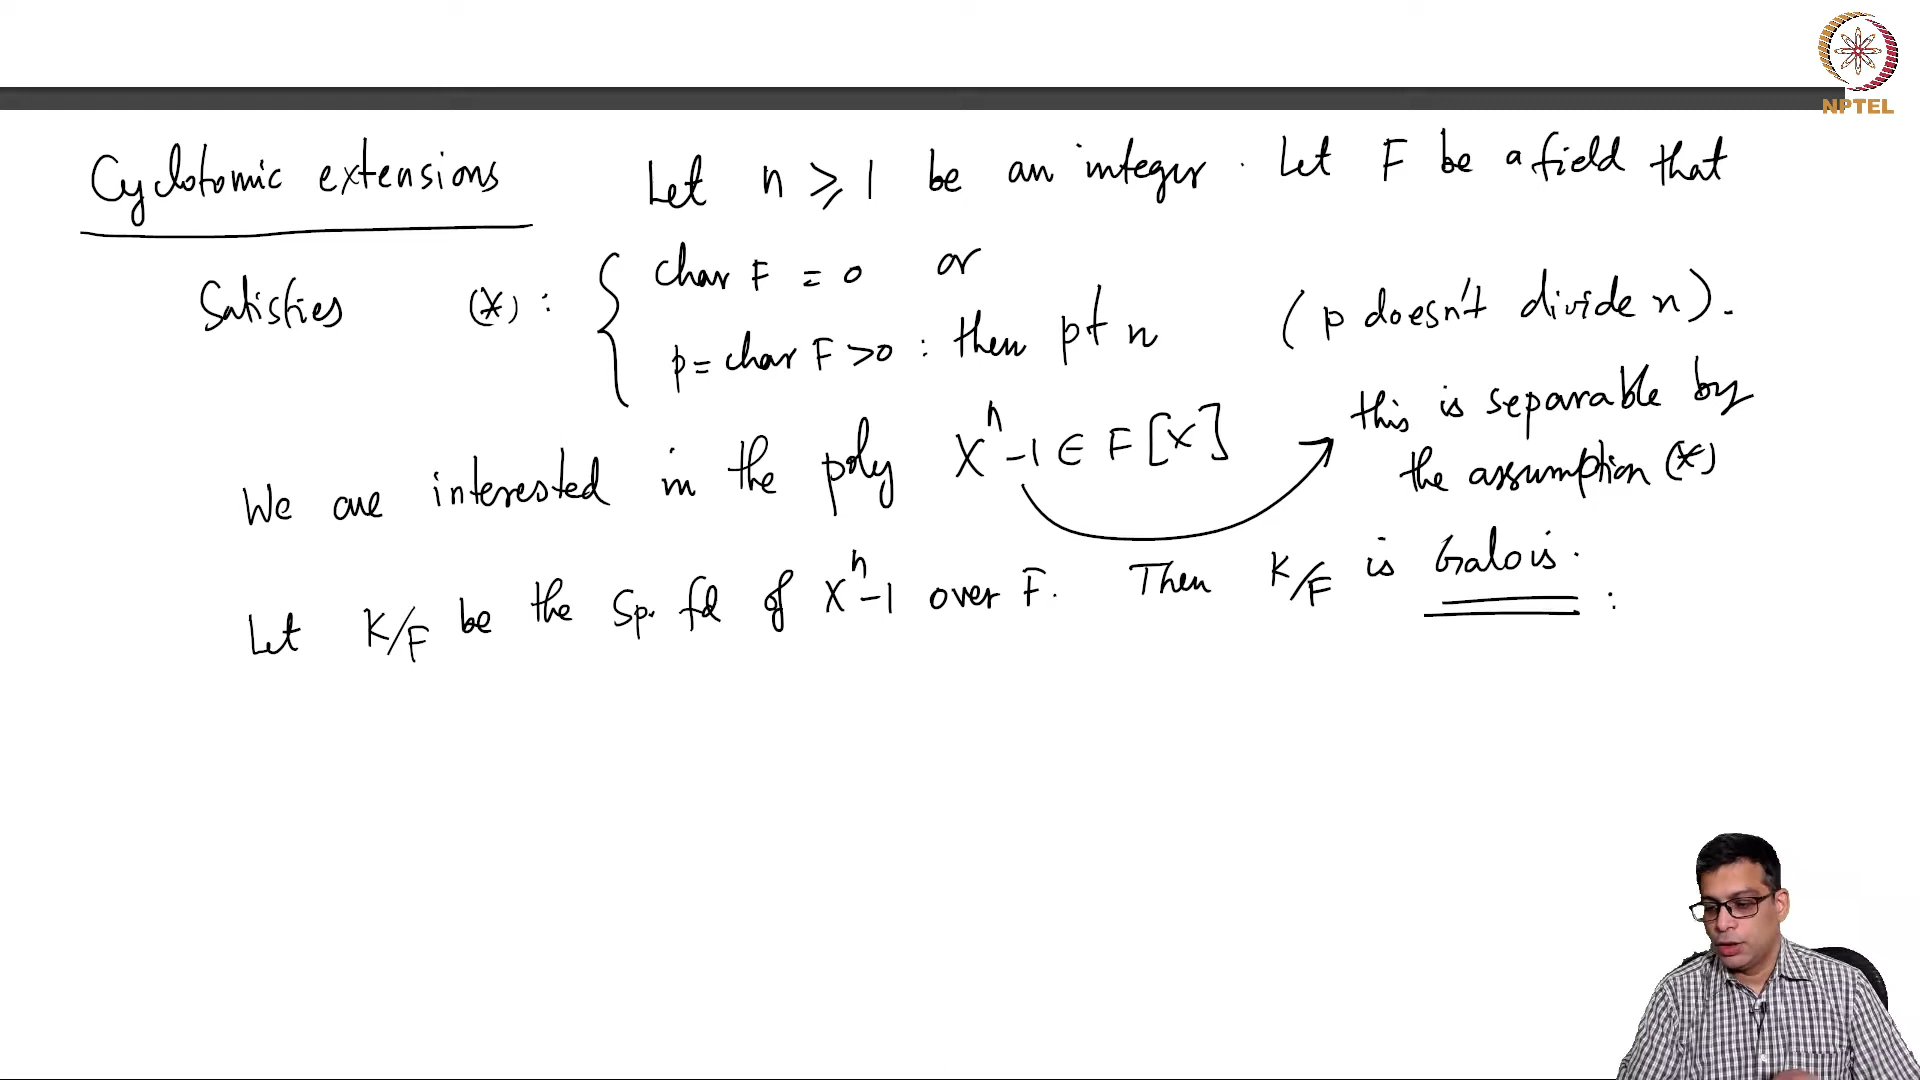 NPTEL
Cyclotomic extensions Let n ⩾ 1 be an integer. Let F be a field that
Satisfies (*) : { char F = 0 or
p = char F > 0 : then p ∤ n (p doesn't divide n).
We are interested in the poly Xⁿ-1 ∈ F[X] this is separable by
the assumption (*)
Let K/F be the sp. fd of Xⁿ-1 over F. Then K/F is Galois. :